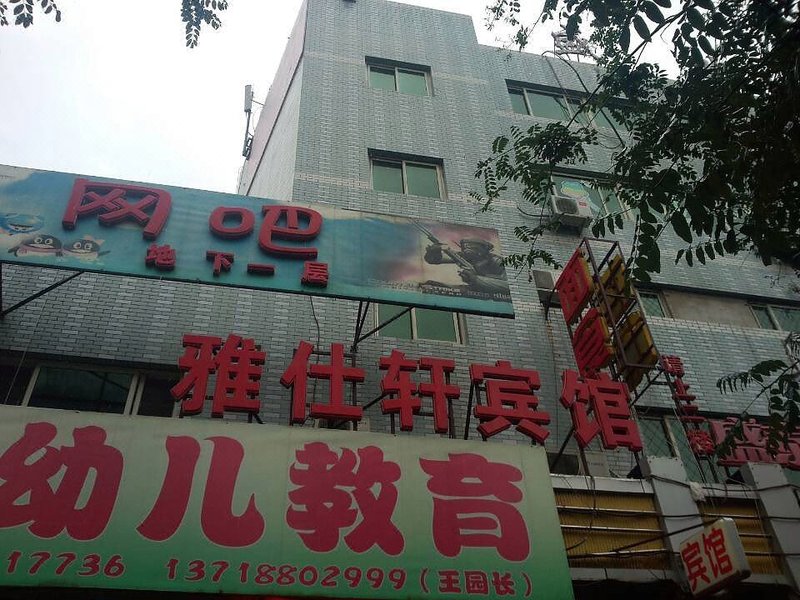 网吧
地下一层
STRIKE
雅仕轩宾馆
幼儿教育
17736 13718802999（王园长）
宾馆